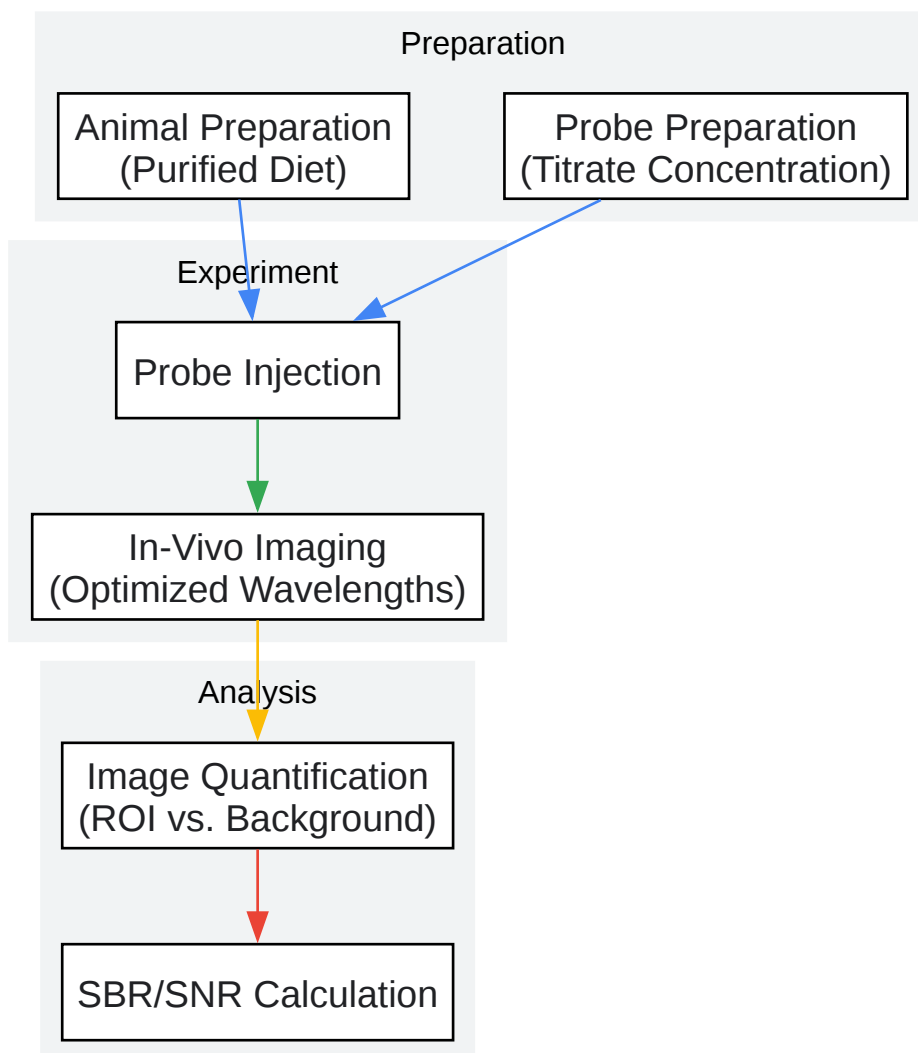 Preparation
Animal Preparation
(Purified Diet)
Probe Preparation
(Titrate Concentration)
Experiment
Probe Injection
In-Vivo Imaging
(Optimized Wavelengths)
Analysis
Image Quantification
(ROI vs. Background)
SBR/SNR Calculation